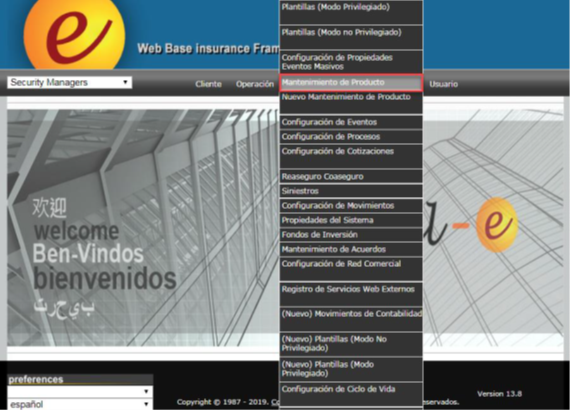 Plantillas (Modo Privilegiado)
Plantillas (Modo no Privilegiado)
Configuración de Propiedades
Eventos Masivos
e
Web Base insurance Fram
Security Managers
Cliente
Operación
Mantenimiento de Producto
Usuario
Nuevo Mantenimiento de Producto
Configuración de Eventos
Configuración de Procesos
Configuración de Cotizaciones
Reaseguro Coaseguro
Siniestros
Configuración de Movimientos
Propiedades del Sistema
Fondos de Inversión
Mantenimiento de Acuerdos
Configuración de Red Comercial
Registro de Servicios Web Externos
(Nuevo) Movimientos de Contabilidad
(Nuevo) Plantillas (Modo No
Privilegiado)
(Nuevo) Plantillas (Modo
Privilegiado)
Configuración de Ciclo de Vida
欢迎
welcome
Ben-Vindos
bienvenidos
l-e
preferences
español
Copyright © 1987 - 2019.
servados.
Version 13.8